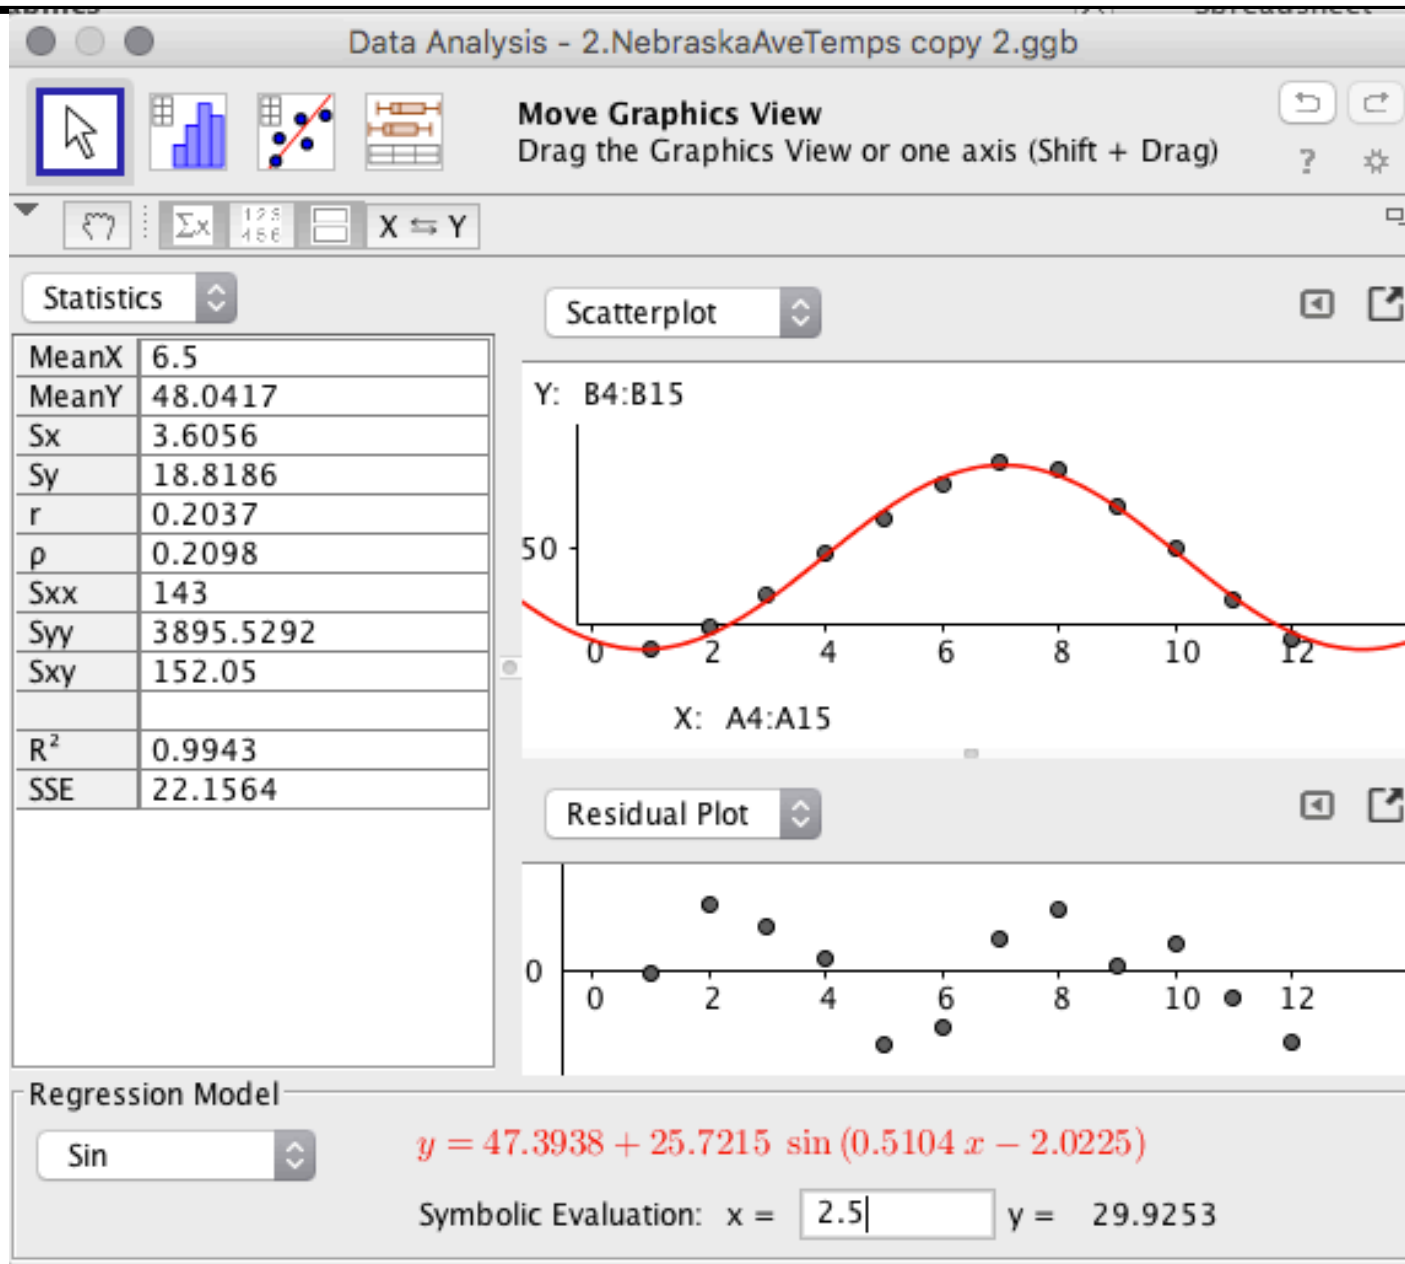 Data Analysis - 2.NebraskaAveTemps copy 2.ggb
Move Graphics View
Drag the Graphics View or one axis (Shift + Drag)
?
Σx
123
456
X ⇆ Y
Statistics
MeanX 6.5
MeanY 48.0417
Sx 3.6056
Sy 18.8186
r 0.2037
ρ 0.2098
Sxx 143
Syy 3895.5292
Sxy 152.05
R² 0.9943
SSE 22.1564
Scatterplot
Y: B4:B15
50
0 2 4 6 8 10 12
X: A4:A15
Residual Plot
0
0 2 4 6 8 10 12
Regression Model
Sin
y = 47.3938 + 25.7215 sin (0.5104 x − 2.0225)
Symbolic Evaluation: x = 2.5 y = 29.9253